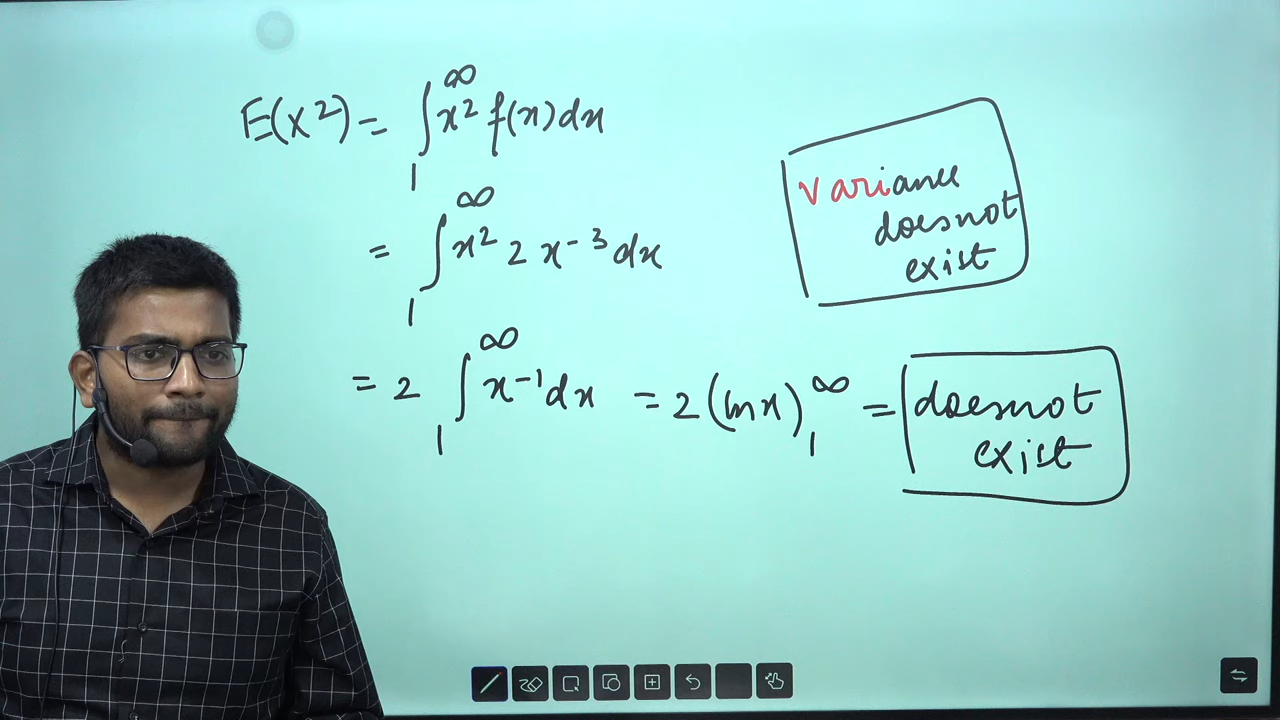 E(X²) = ∫₁^∞ x² f(x) dx
= ∫₁^∞ x² 2 x⁻³ dx
= 2 ∫₁^∞ x⁻¹ dx = 2 (ln x)₁^∞ = does not exist
variance
does not
exist